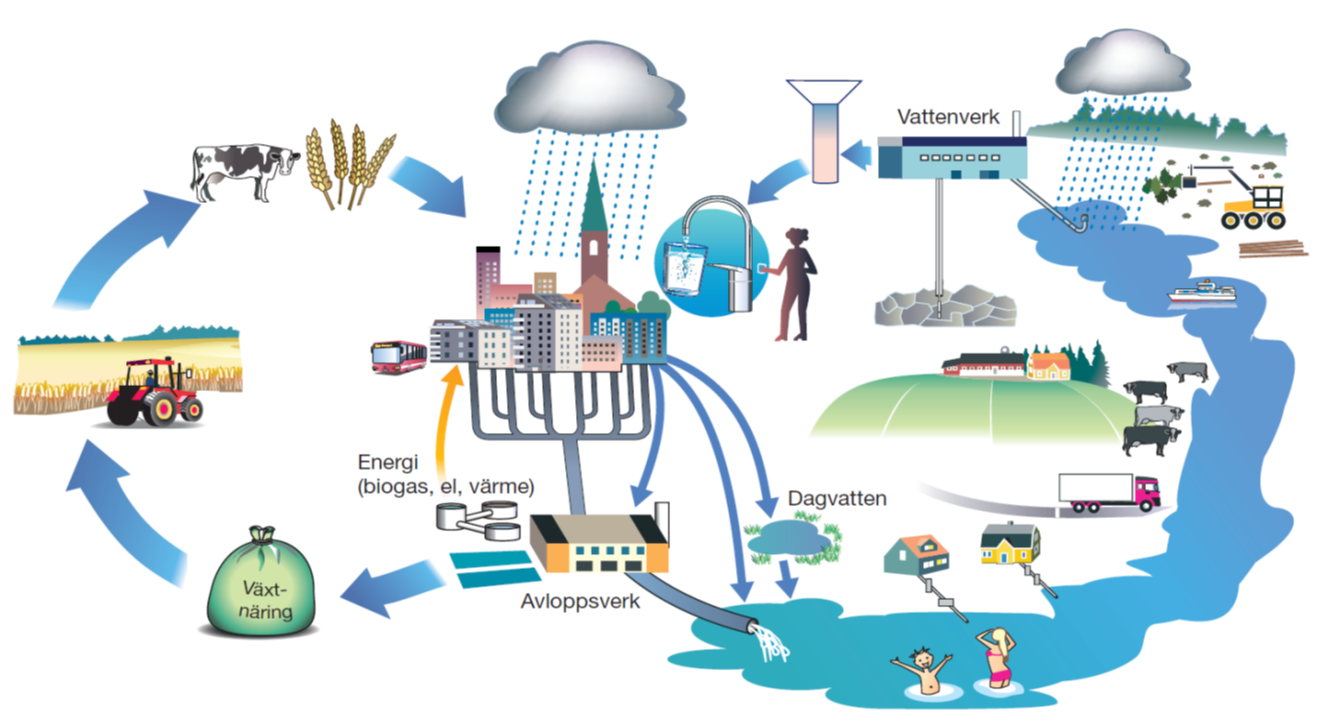 Vattenverk
Energi
(biogas, el, värme)
Dagvatten
Växt-
näring
Avloppsverk